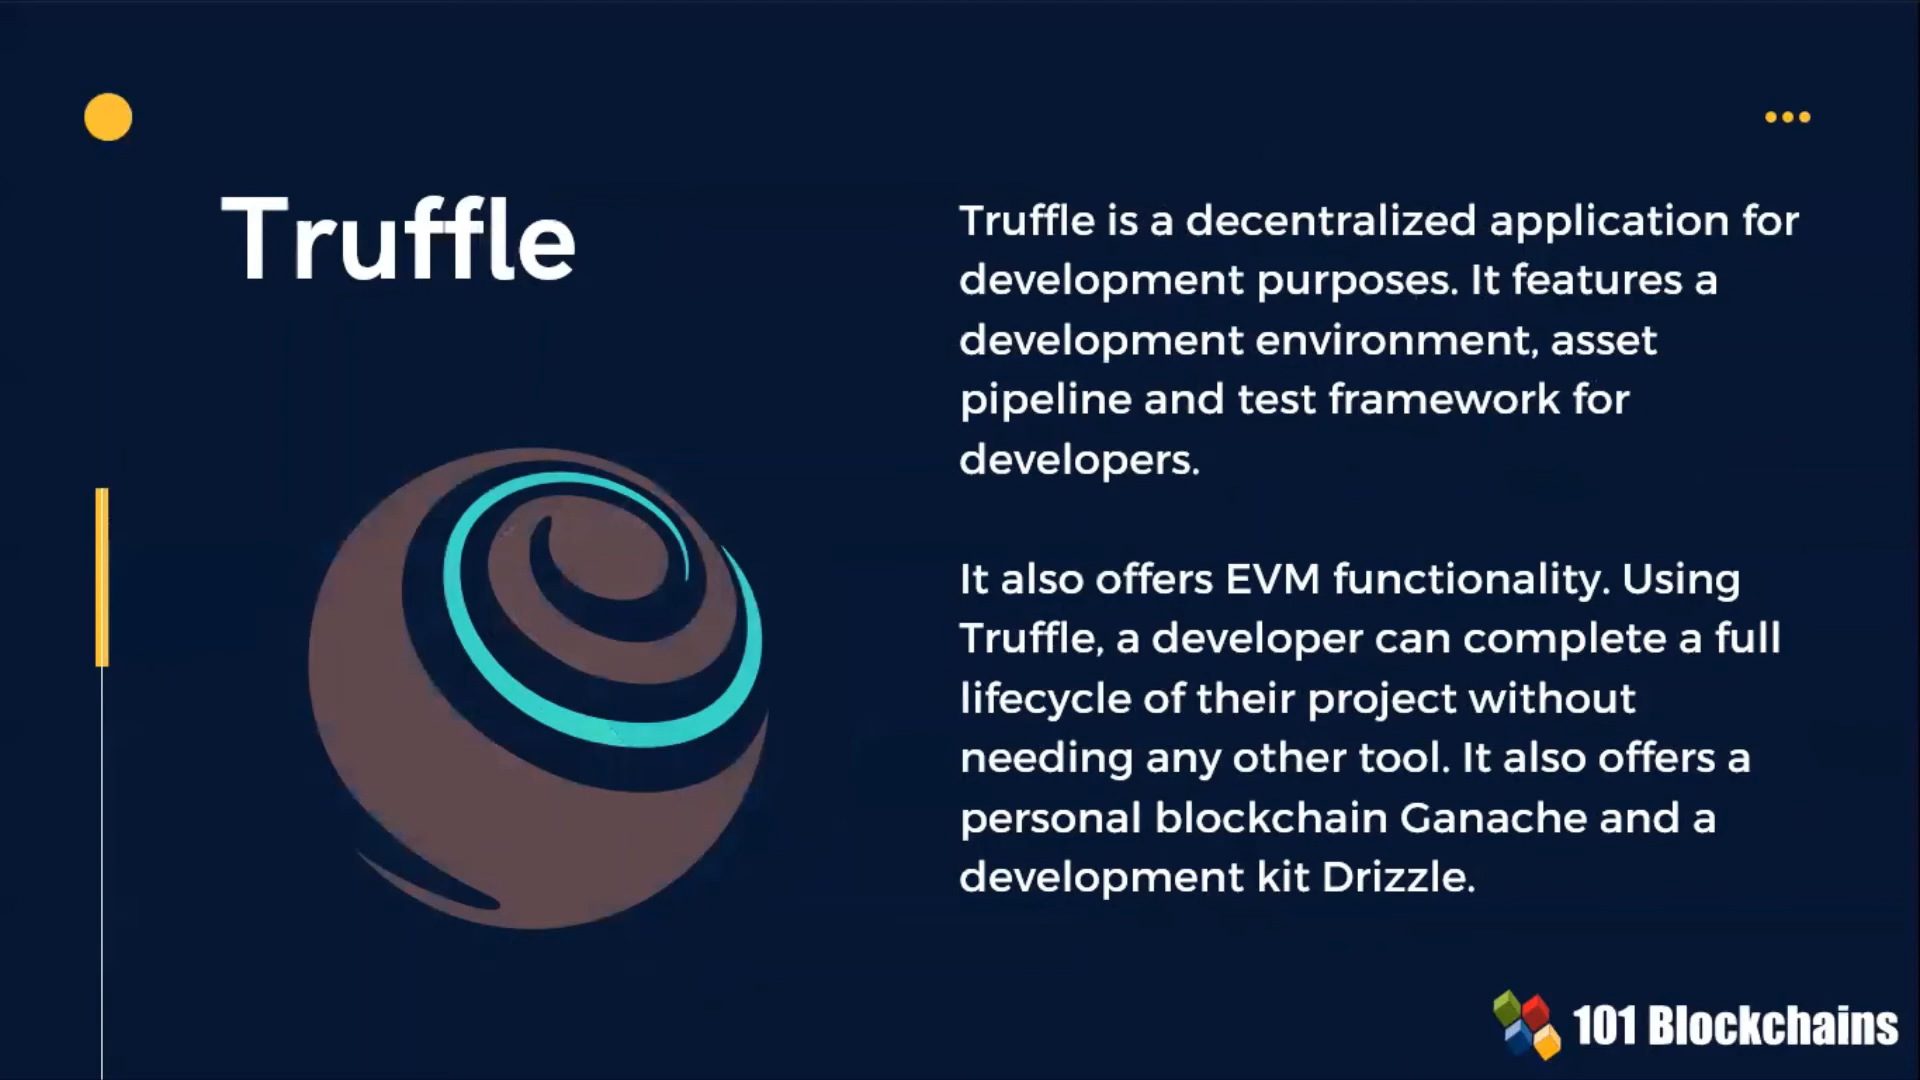 Truffle
Truffle is a decentralized application for
development purposes. It features a
development environment, asset
pipeline and test framework for
developers.
It also offers EVM functionality. Using
Truffle, a developer can complete a full
lifecycle of their project without
needing any other tool. It also offers a
personal blockchain Ganache and a
development kit Drizzle.
101 Blockchains